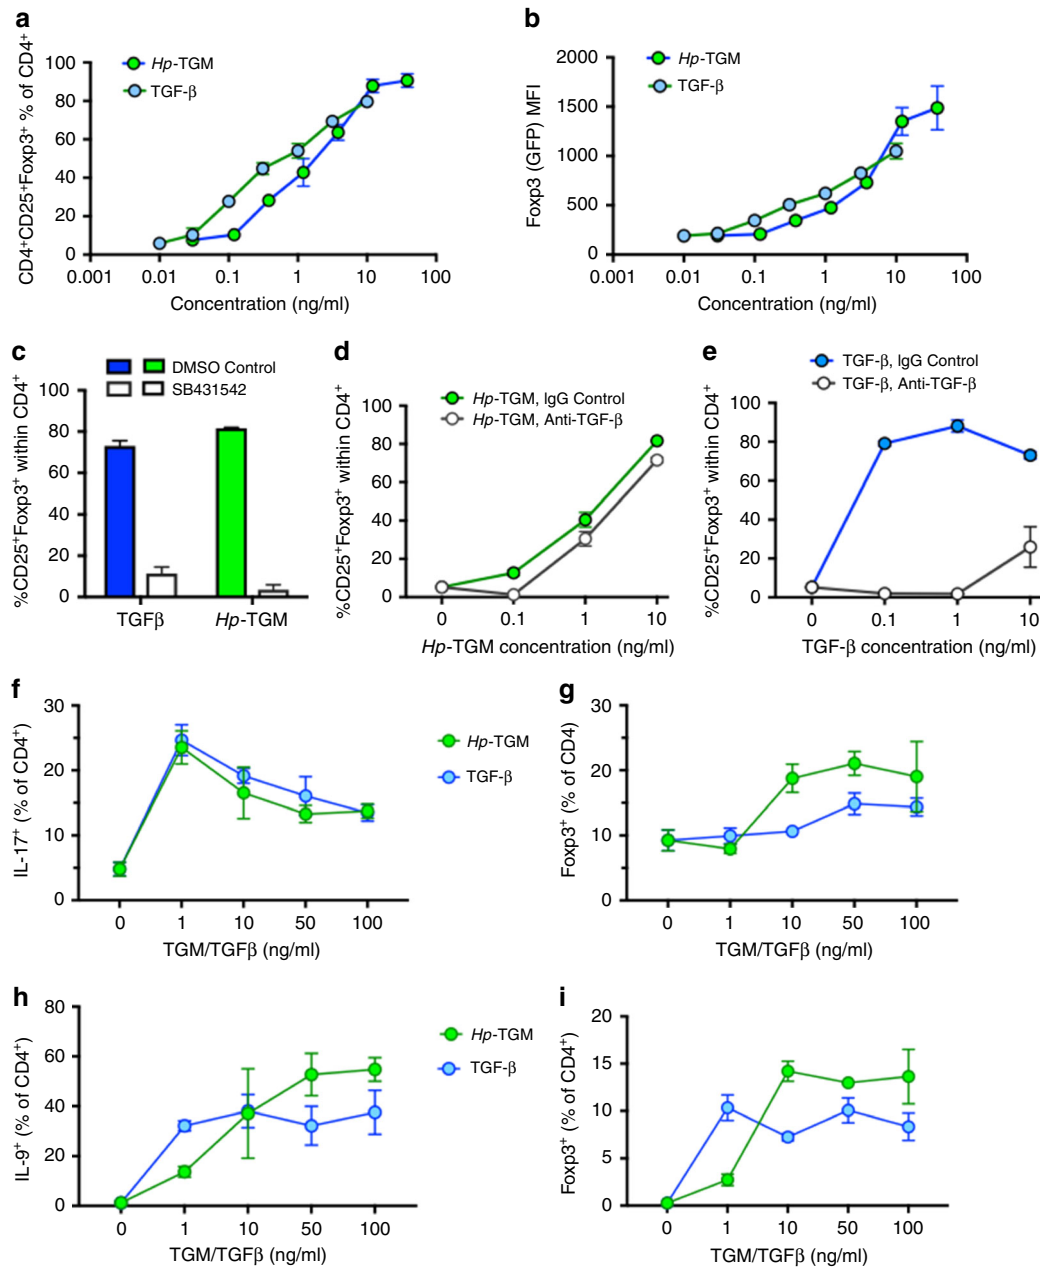 a
CD4⁺CD25⁺Foxp3⁺ % of CD4⁺
100
80
60
40
20
0
Hp-TGM
TGF-β
0.001
0.01
0.1
1
10
100
Concentration (ng/ml)
b
Foxp3 (GFP) MFI
2000
1500
1000
500
0
Hp-TGM
TGF-β
0.001
0.01
0.1
1
10
100
Concentration (ng/ml)
c
%CD25⁺Foxp3⁺ within CD4⁺
DMSO Control
SB431542
100
80
60
40
20
0
TGFβ
Hp-TGM
d
%CD25⁺Foxp3⁺ within CD4⁺
100
80
60
40
20
0
Hp-TGM, IgG Control
Hp-TGM, Anti-TGF-β
0
0.1
1
10
Hp-TGM concentration (ng/ml)
e
%CD25⁺Foxp3⁺ within CD4⁺
TGF-β, IgG Control
TGF-β, Anti-TGF-β
100
80
60
40
20
0
0
0.1
1
10
TGF-β concentration (ng/ml)
f
IL-17⁺ (% of CD4⁺)
30
20
10
0
Hp-TGM
TGF-β
0
1
10
50
100
TGM/TGFβ (ng/ml)
g
Foxp3⁺ (% of CD4)
30
20
10
0
0
1
10
50
100
TGM/TGFβ (ng/ml)
h
IL-9⁺ (% of CD4⁺)
80
60
40
20
0
Hp-TGM
TGF-β
0
1
10
50
100
TGM/TGFβ (ng/ml)
i
Foxp3⁺ (% of CD4⁺)
20
15
10
5
0
0
1
10
50
100
TGM/TGFβ (ng/ml)